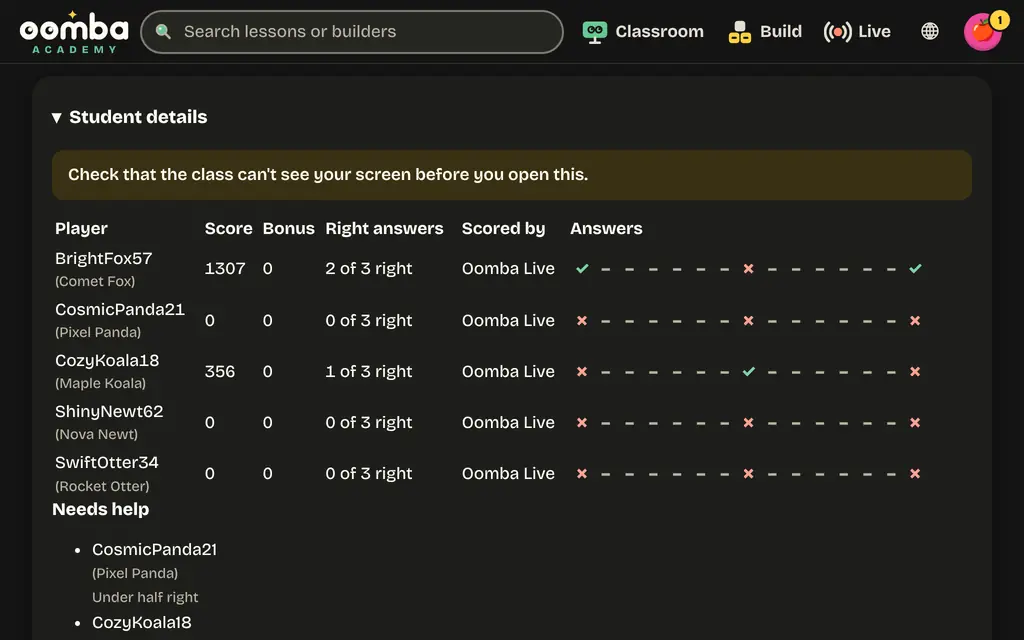 oomba
ACADEMY
Search lessons or builders
Classroom
Build
Live
1
▼ Student details
Check that the class can't see your screen before you open this.
Player Score Bonus Right answers Scored by Answers
BrightFox57
(Comet Fox)
1307 0 2 of 3 right Oomba Live ✓ – – – – – – ✗ – – – – – – ✓
CosmicPanda21
(Pixel Panda)
0 0 0 of 3 right Oomba Live ✗ – – – – – – ✗ – – – – – – ✗
CozyKoala18
(Maple Koala)
356 0 1 of 3 right Oomba Live ✗ – – – – – – ✓ – – – – – – ✗
ShinyNewt62
(Nova Newt)
0 0 0 of 3 right Oomba Live ✗ – – – – – – ✗ – – – – – – ✗
SwiftOtter34
(Rocket Otter)
0 0 0 of 3 right Oomba Live ✗ – – – – – – ✗ – – – – – – ✗
Needs help
• CosmicPanda21
(Pixel Panda)
Under half right
• CozyKoala18